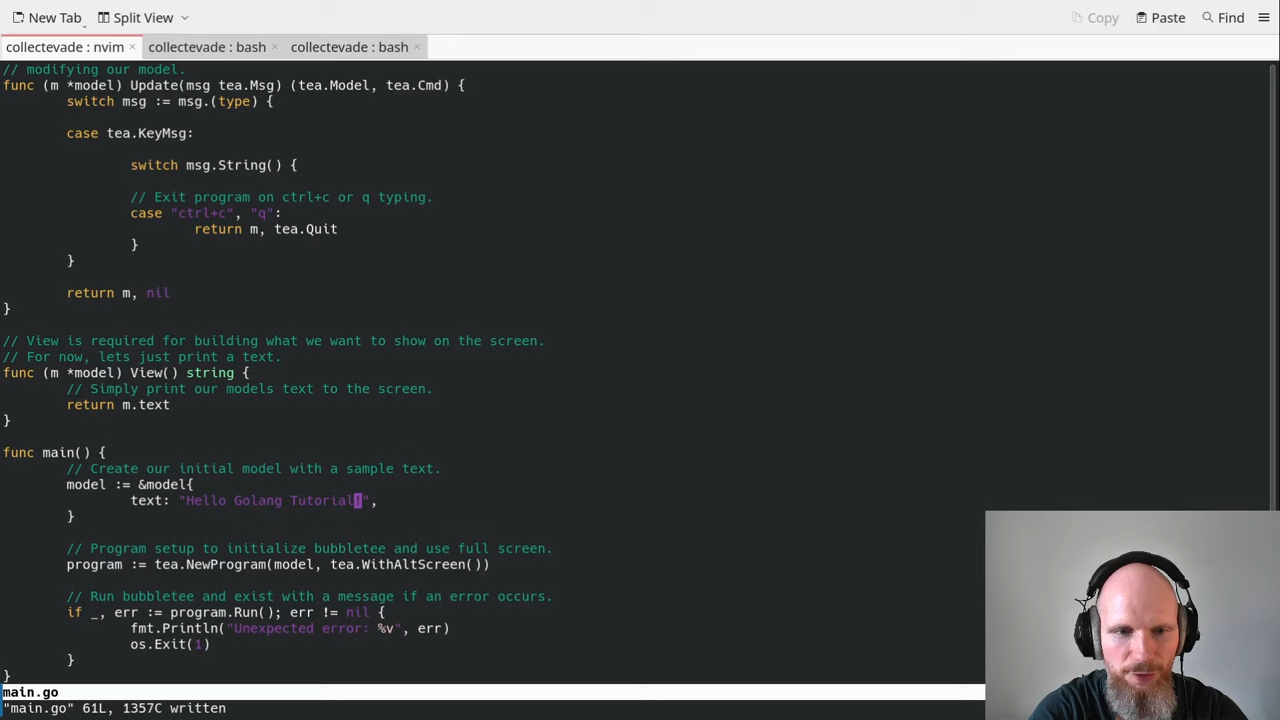 New Tab Split View Copy Paste Find
collectevade : nvim × collectevade : bash × collectevade : bash ×
// modifying our model.
func (m *model) Update(msg tea.Msg) (tea.Model, tea.Cmd) {
switch msg := msg.(type) {
case tea.KeyMsg:
switch msg.String() {
// Exit program on ctrl+c or q typing.
case "ctrl+c", "q":
return m, tea.Quit
}
}
return m, nil
}
// View is required for building what we want to show on the screen.
// For now, lets just print a text.
func (m *model) View() string {
// Simply print our models text to the screen.
return m.text
}
func main() {
// Create our initial model with a sample text.
model := &model{
text: "Hello Golang Tutorial!",
}
// Program setup to initialize bubbletee and use full screen.
program := tea.NewProgram(model, tea.WithAltScreen())
// Run bubbletee and exist with a message if an error occurs.
if _, err := program.Run(); err != nil {
fmt.Println("Unexpected error: %v", err)
os.Exit(1)
}
}
main.go
"main.go" 61L, 1357C written